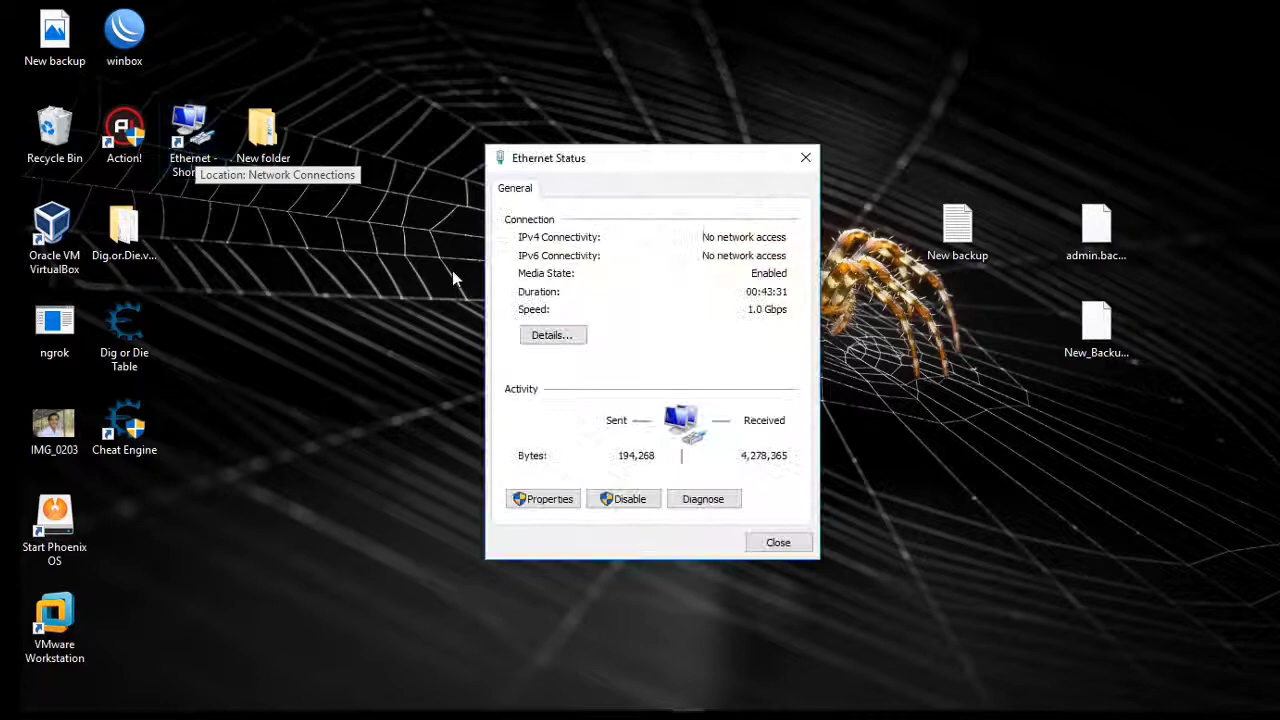 New backup
winbox
Recycle Bin
Action!
Ethernet -
Shor
New folder
Location: Network Connections
Oracle VM
VirtualBox
Dig.or.Die.v...
ngrok
Dig or Die
Table
IMG_0203
Cheat Engine
Start Phoenix
OS
VMware
Workstation
Ethernet Status
General
Connection
IPv4 Connectivity: No network access
IPv6 Connectivity: No network access
Media State: Enabled
Duration: 00:43:31
Speed: 1.0 Gbps
Details...
Activity
Sent Received
Bytes: 194,268 4,278,365
Properties Disable Diagnose
Close
New backup
admin.bac...
New_Backu...